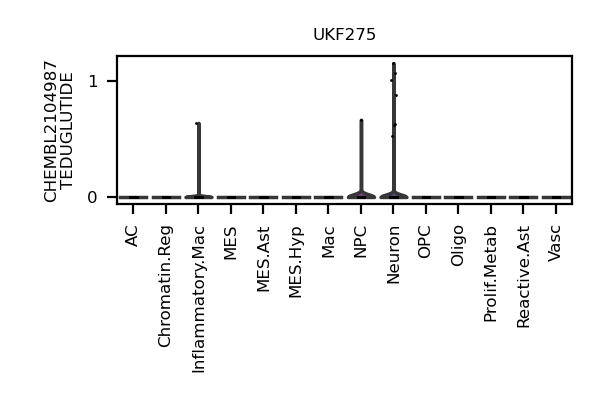 UKF275
CHEMBL2104987
TEDUGLUTIDE
1
0
AC
Chromatin.Reg
Inflammatory.Mac
MES
MES.Ast
MES.Hyp
Mac
NPC
Neuron
OPC
Oligo
Prolif.Metab
Reactive.Ast
Vasc